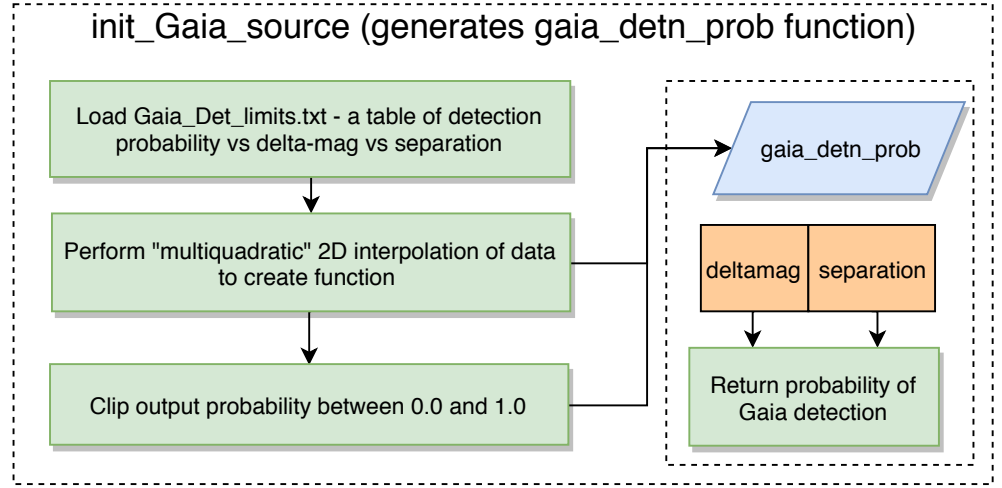 init_Gaia_source (generates gaia_detn_prob function)
Load Gaia_Det_limits.txt - a table of detection
probability vs delta-mag vs separation
Perform "multiquadratic" 2D interpolation of data
to create function
Clip output probability between 0.0 and 1.0
gaia_detn_prob
deltamag separation
Return probability of
Gaia detection